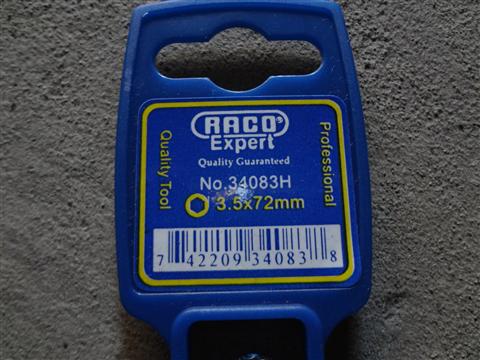 RACO®
Expert
Quality Guaranteed
No.34083H
3.5x72mm
Quality Tool
Professional
7 42209 34083 8